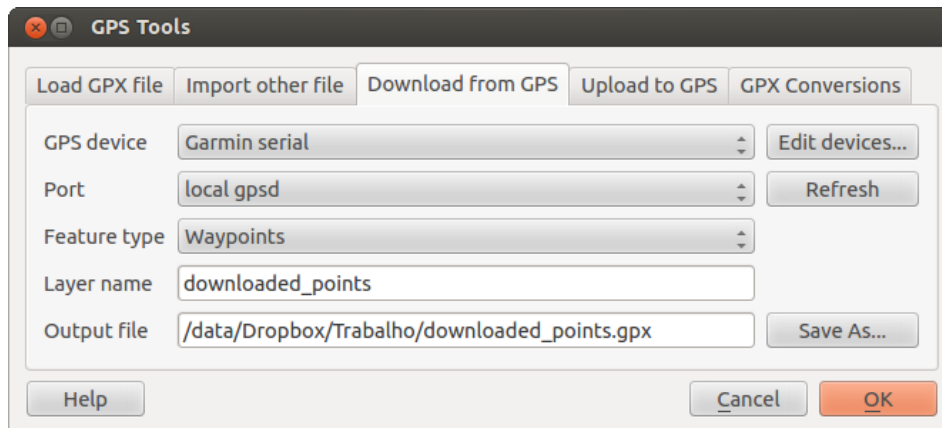 GPS Tools
Load GPX file Import other file Download from GPS Upload to GPS GPX Conversions
GPS device Garmin serial Edit devices...
Port local gpsd Refresh
Feature type Waypoints
Layer name downloaded_points
Output file /data/Dropbox/Trabalho/downloaded_points.gpx Save As...
Help Cancel OK